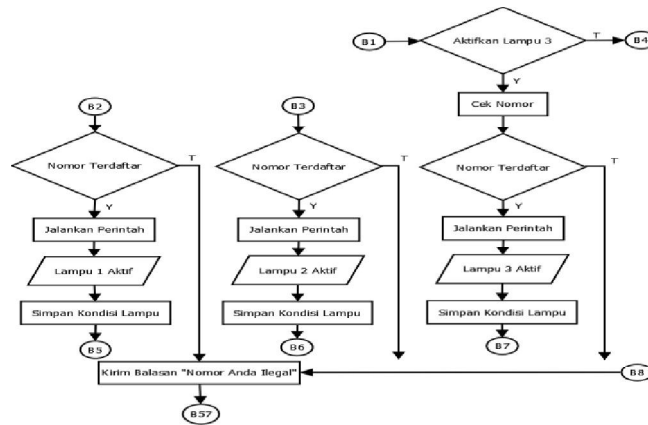 B1
Aktifkan Lampu 3
T
B4
Y
Cek Nomor
B2
B3
Nomor Terdaftar
T
Nomor Terdaftar
T
Nomor Terdaftar
T
Y
Y
Y
Jalankan Perintah
Jalankan Perintah
Jalankan Perintah
Lampu 1 Aktif
Lampu 2 Aktif
Lampu 3 Aktif
Simpan Kondisi Lampu
Simpan Kondisi Lampu
Simpan Kondisi Lampu
B5
B6
B7
Kirim Balasan "Nomor Anda Ilegal"
B8
B57